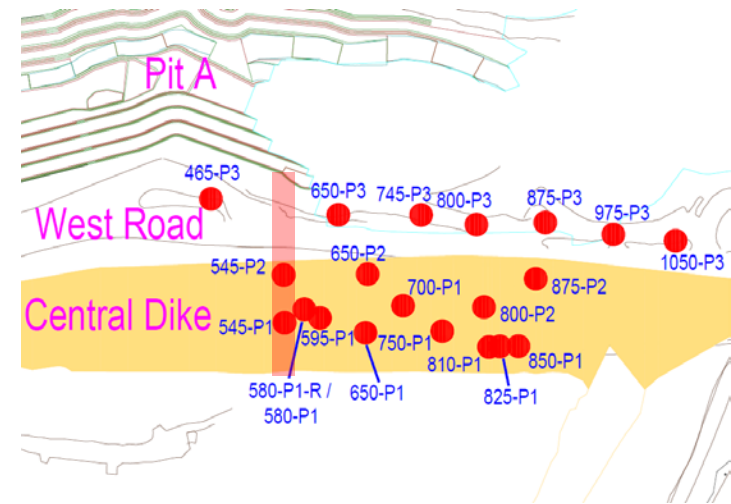 Pit A
465-P3
650-P3
745-P3
800-P3
875-P3
975-P3
1050-P3
West Road
545-P2
650-P2
875-P2
700-P1
800-P2
Central Dike
545-P1
595-P1
750-P1
810-P1
850-P1
580-P1-R /
580-P1
650-P1
825-P1